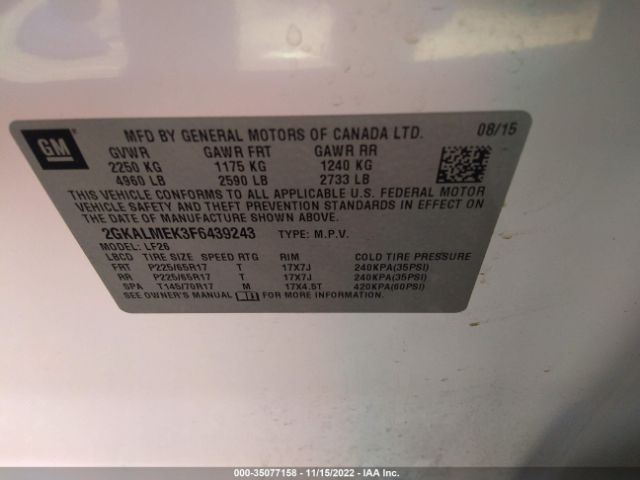 GM
MFD BY GENERAL MOTORS OF CANADA LTD. 08/15
GVWR GAWR FRT GAWR RR
2250 KG 1175 KG 1240 KG
4960 LB 2590 LB 2733 LB
THIS VEHICLE CONFORMS TO ALL APPLICABLE U.S. FEDERAL MOTOR
VEHICLE SAFETY AND THEFT PREVENTION STANDARDS IN EFFECT ON
THE DATE OF MANUFACTURE SHOWN ABOVE.
2GKALMEK3F6439243 TYPE: M.P.V.
MODEL: LF26
LBCD TIRE SIZE SPEED RTG RIM COLD TIRE PRESSURE
FRT P225/65R17 T 17X7J 240KPA(35PSI)
RR P225/65R17 T 17X7J 240KPA(35PSI)
SPA T145/70R17 M 17X4.5T 420KPA(60PSI)
SEE OWNER'S MANUAL FOR MORE INFORMATION.
000-35077158 - 11/15/2022 - IAA Inc.